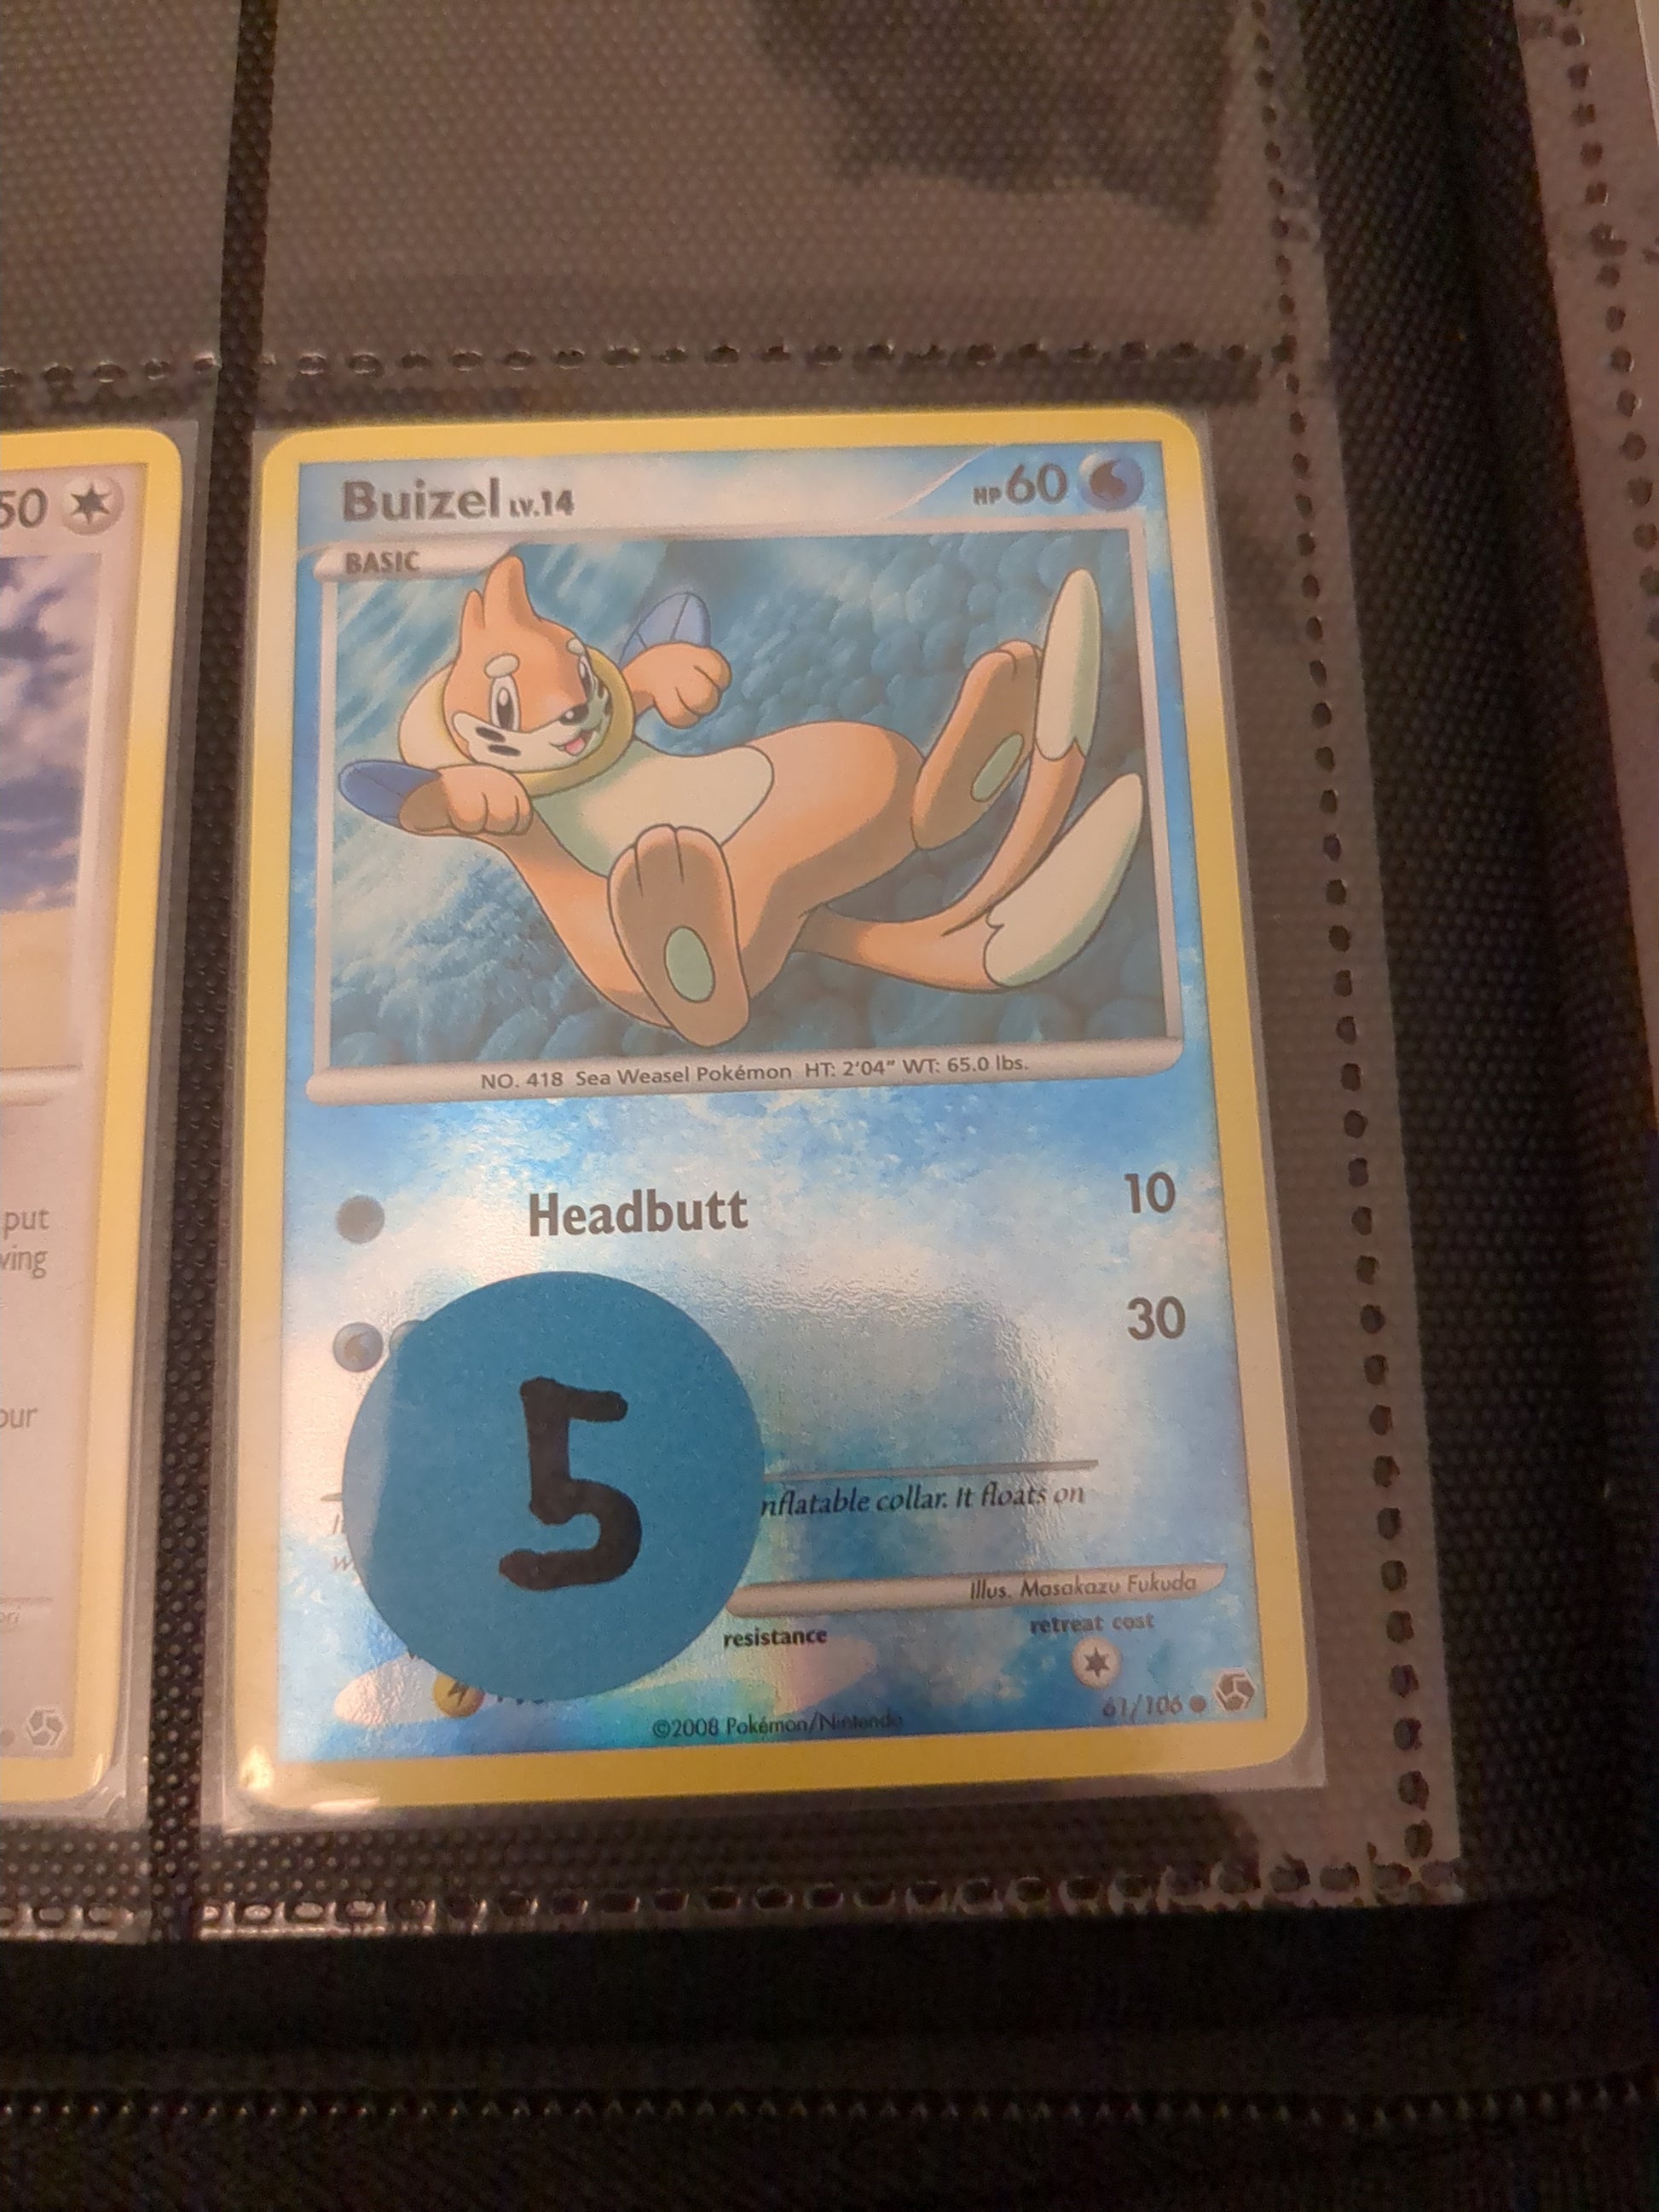 50
Buizel LV.14
HP 60
BASIC
NO. 418 Sea Weasel Pokémon HT: 2'04" WT: 65.0 lbs.
put
Headbutt 10
30
5
our
nflatable collar. It floats on
Illus. Masakazu Fukuda
resistance
retreat cost
61/106
©2008 Pokémon/Nintendo